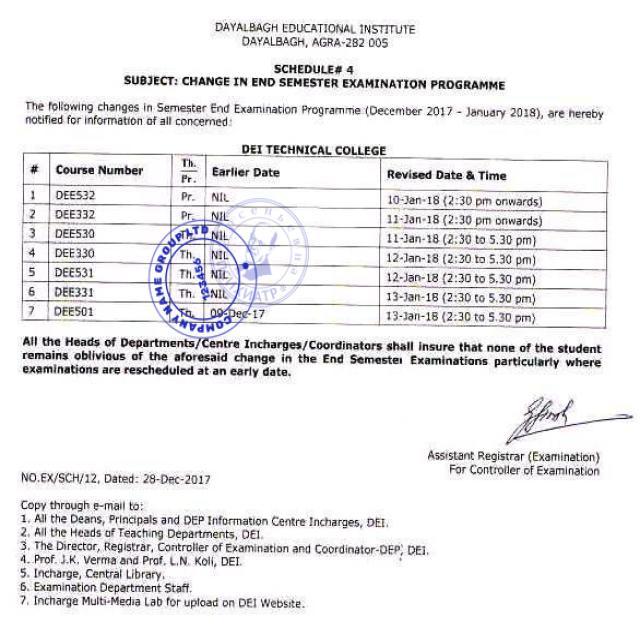 DAYALBAGH EDUCATIONAL INSTITUTE
DAYALBAGH, AGRA-282 005
SCHEDULE# 4
SUBJECT: CHANGE IN END SEMESTER EXAMINATION PROGRAMME
The following changes in Semester End Examination Programme (December 2017 - January 2018), are hereby
notified for information of all concerned:
DEI TECHNICAL COLLEGE
# Course Number Th. Pr. Earlier Date Revised Date & Time
1 DEE532 Pr. NIL 10-Jan-18 (2:30 pm onwards)
2 DEE332 Pr. NIL 11-Jan-18 (2:30 pm onwards)
3 DEE530 Th. NIL 11-Jan-18 (2:30 to 5.30 pm)
4 DEE330 Th. NIL 12-Jan-18 (2:30 to 5.30 pm)
5 DEE531 Th. NIL 12-Jan-18 (2:30 to 5.30 pm)
6 DEE331 Th. NIL 13-Jan-18 (2:30 to 5.30 pm)
7 DEE501 Th. 09-Dec-17 13-Jan-18 (2:30 to 5.30 pm)
COMPANY NAME GROUP LTD
123456
All the Heads of Departments/Centre Incharges/Coordinators shall insure that none of the student
remains oblivious of the aforesaid change in the End Semester Examinations particularly where
examinations are rescheduled at an early date.
Assistant Registrar (Examination)
For Controller of Examination
NO.EX/SCH/12, Dated: 28-Dec-2017
Copy through e-mail to:
1. All the Deans, Principals and DEP Information Centre Incharges, DEI.
2. All the Heads of Teaching Departments, DEI.
3. The Director, Registrar, Controller of Examination and Coordinator-DEP, DEI.
4. Prof. J.K. Verma and Prof. L.N. Koli, DEI.
5. Incharge, Central Library.
6. Examination Department Staff.
7. Incharge Multi-Media Lab for upload on DEI Website.